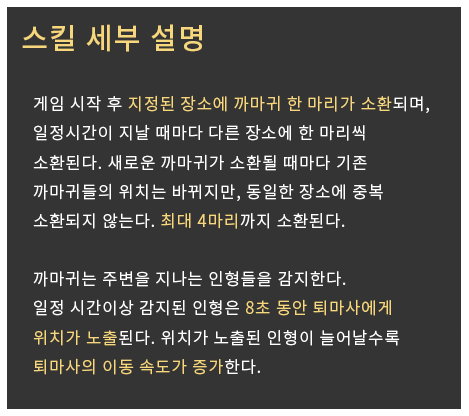 스킬 세부 설명
게임 시작 후 지정된 장소에 까마귀 한 마리가 소환되며,
일정시간이 지날 때마다 다른 장소에 한 마리씩
소환된다. 새로운 까마귀가 소환될 때마다 기존
까마귀들의 위치는 바뀌지만, 동일한 장소에 중복
소환되지 않는다. 최대 4마리까지 소환된다.
까마귀는 주변을 지나는 인형들을 감지한다.
일정 시간이상 감지된 인형은 8초 동안 퇴마사에게
위치가 노출된다. 위치가 노출된 인형이 늘어날수록
퇴마사의 이동 속도가 증가한다.